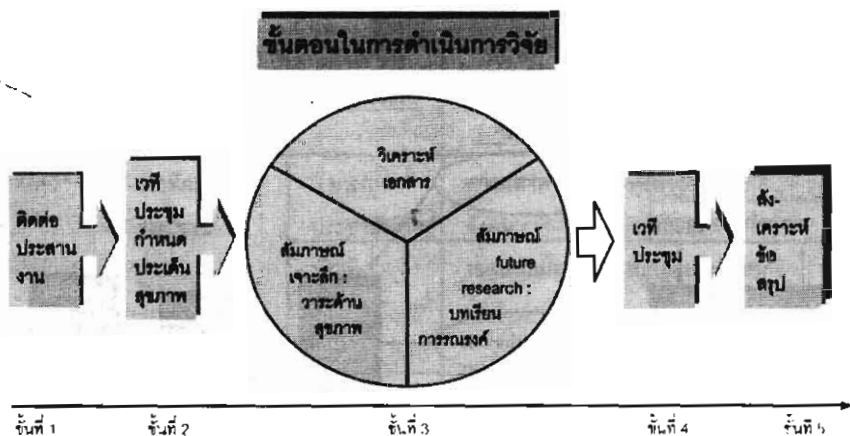 ขั้นตอนในการดำเนินการวิจัย
ติดต่อ
ประสาน
งาน
เวที
ประชุม
กำหนด
ประเด็น
สุขภาพ
วิเคราะห์
เอกสาร
สัมภาษณ์
เจาะลึก :
วาระด้าน
สุขภาพ
สัมภาษณ์
future
research :
บทเรียน
การรณรงค์
เวที
ประชุม
สัง-
เคราะห์
ข้อ
สรุป
ขั้นที่ 1
ขั้นที่ 2
ขั้นที่ 3
ขั้นที่ 4
ขั้นที่ 5